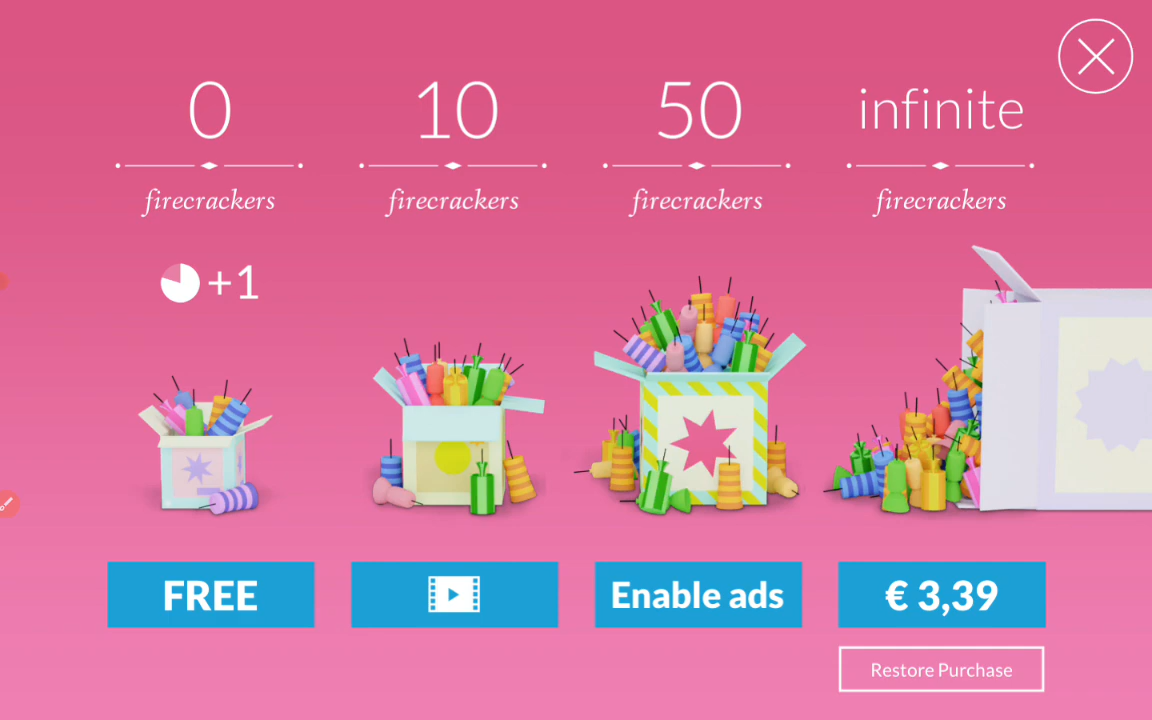 0
firecrackers
+1
FREE
10
firecrackers
50
firecrackers
Enable ads
infinite
firecrackers
€ 3,39
Restore Purchase